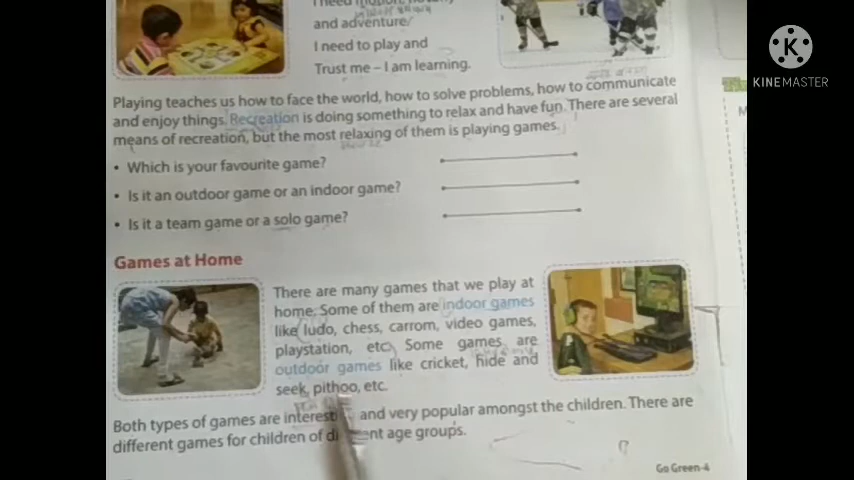 I need
and adventure
I need to play and
Trust me – I am learning.
Playing teaches us how to face the world, how to solve problems, how to communicate
and enjoy things. Recreation is doing something to relax and have fun. There are several
means of recreation, but the most relaxing of them is playing games.
• Which is your favourite game?
• Is it an outdoor game or an indoor game?
• Is it a team game or a solo game?
Games at Home
There are many games that we play at
home. Some of them are indoor games
like ludo, chess, carrom, video games,
playstation, etc. Some games are
outdoor games like cricket, hide and
seek, pithoo, etc.
Both types of games are and very popular amongst the children. There are
different games for children of age groups.
Go Green-4
KINEMASTER